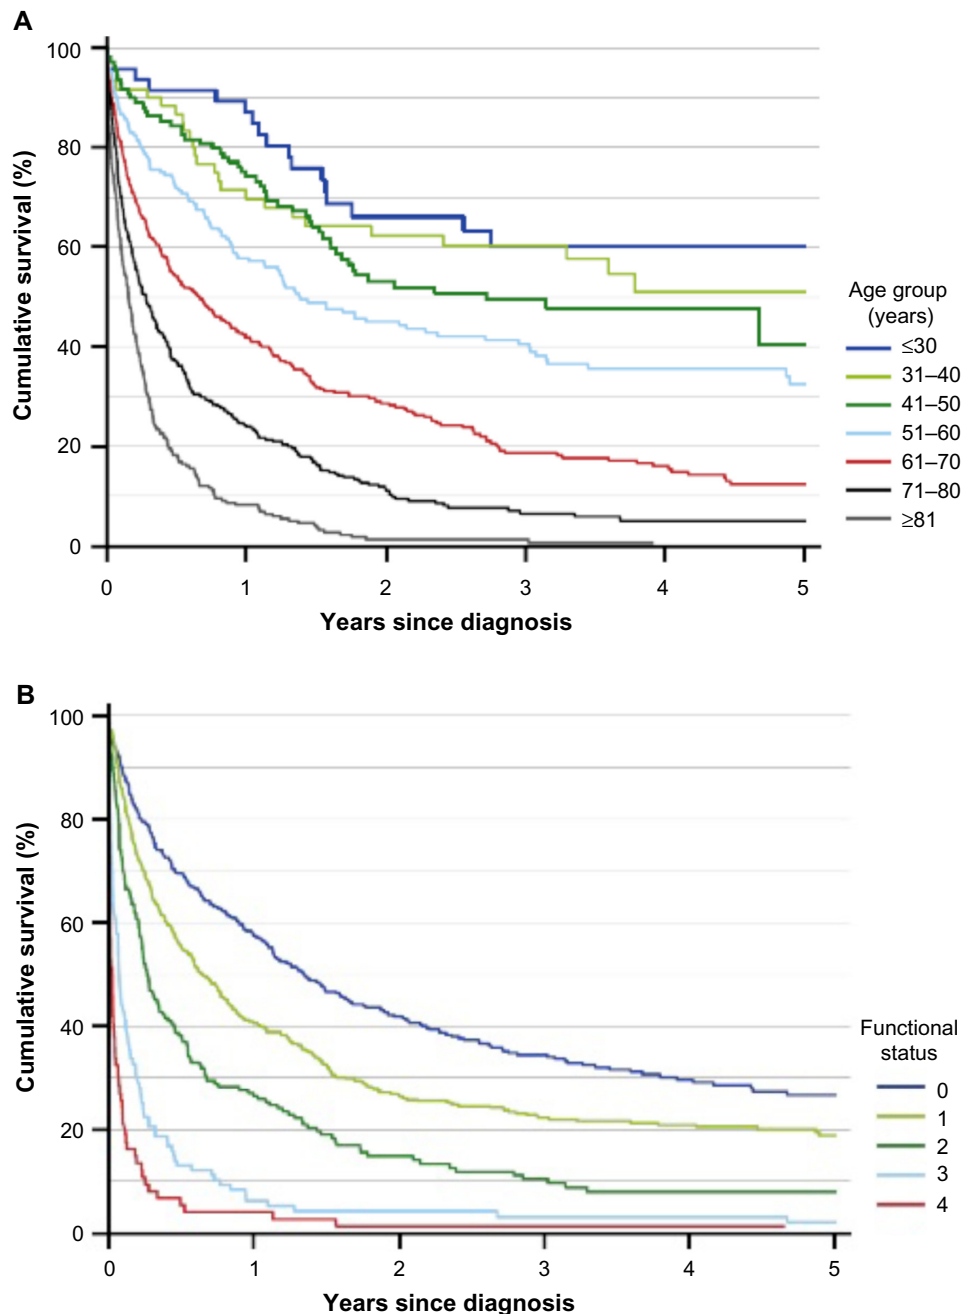 A
Cumulative survival (%)
100
80
60
40
20
0
0 1 2 3 4 5
Years since diagnosis
Age group
(years)
≤30
31–40
41–50
51–60
61–70
71–80
≥81
B
Cumulative survival (%)
100
80
60
40
20
0
0 1 2 3 4 5
Years since diagnosis
Functional
status
0
1
2
3
4